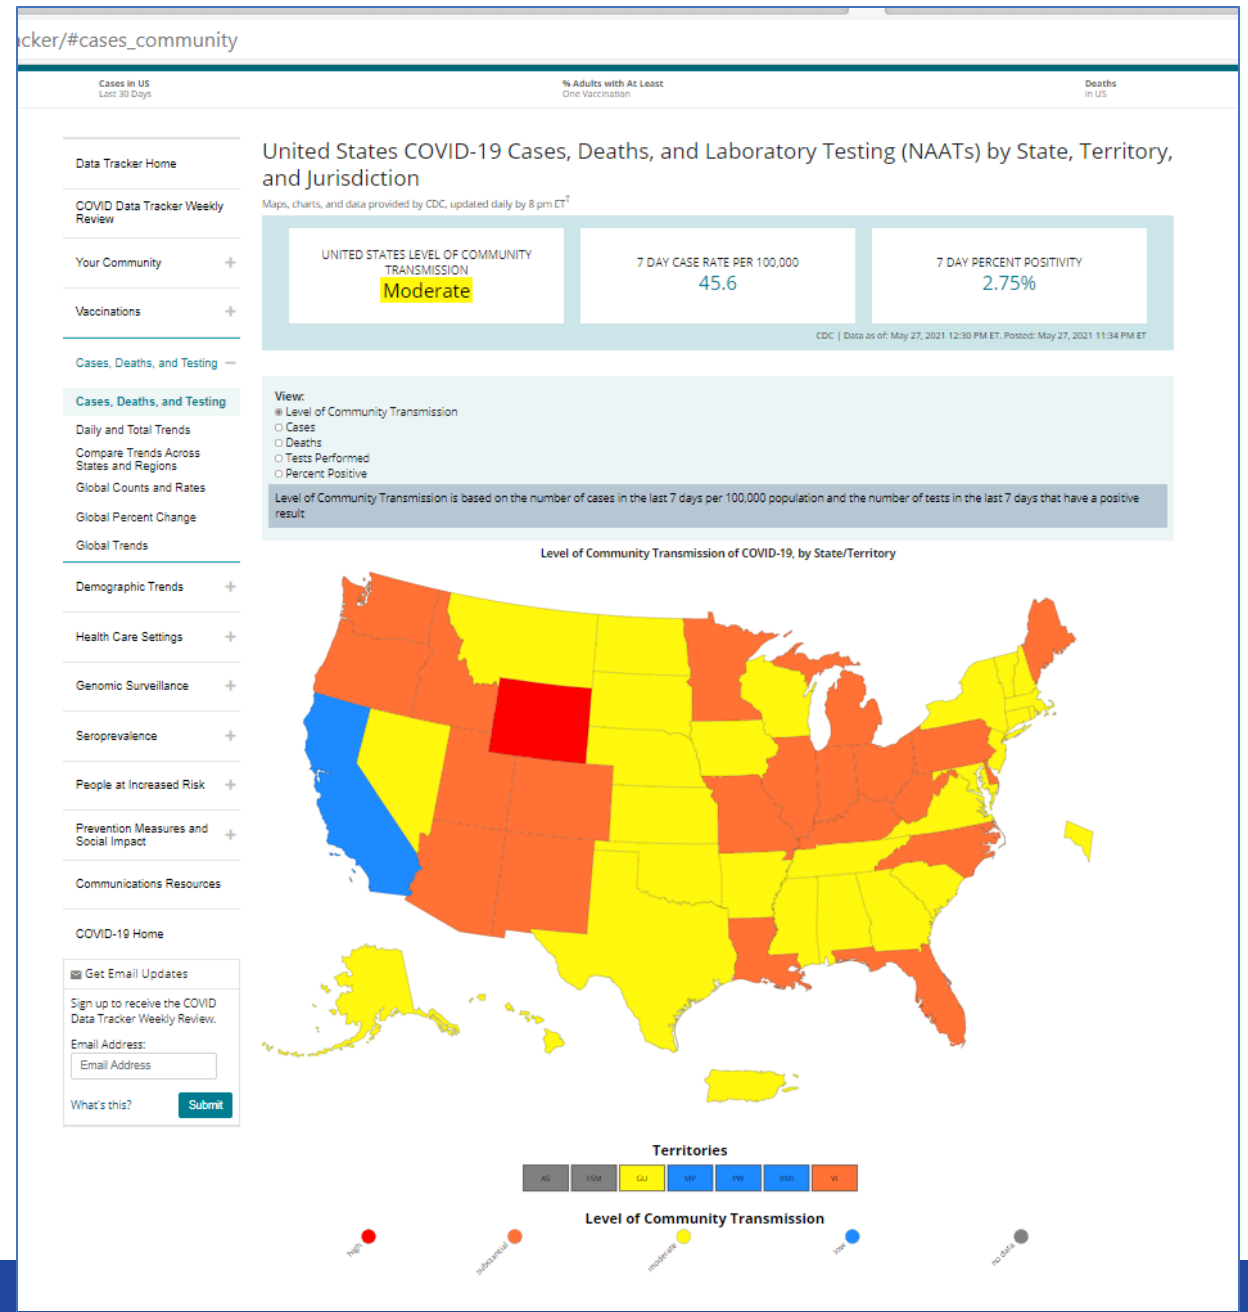 cker/#cases_community
Cases in US
Last 30 Days
% Adults with At Least
One Vaccination
Deaths
in US
Data Tracker Home
COVID Data Tracker Weekly
Review
Your Community +
Vaccinations +
Cases, Deaths, and Testing —
Cases, Deaths, and Testing
Daily and Total Trends
Compare Trends Across
States and Regions
Global Counts and Rates
Global Percent Change
Global Trends
Demographic Trends +
Health Care Settings +
Genomic Surveillance +
Seroprevalence +
People at Increased Risk +
Prevention Measures and
Social Impact +
Communications Resources
COVID-19 Home
Get Email Updates
Sign up to receive the COVID
Data Tracker Weekly Review.
Email Address:
Email Address
What's this? Submit
United States COVID-19 Cases, Deaths, and Laboratory Testing (NAATs) by State, Territory,
and Jurisdiction
Maps, charts, and data provided by CDC, updated daily by 8 pm ET†
UNITED STATES LEVEL OF COMMUNITY
TRANSMISSION
Moderate
7 DAY CASE RATE PER 100,000
45.6
7 DAY PERCENT POSITIVITY
2.75%
CDC | Data as of: May 27, 2021 12:30 PM ET. Posted: May 27, 2021 11:34 PM ET
View:
Level of Community Transmission
Cases
Deaths
Tests Performed
Percent Positive
Level of Community Transmission is based on the number of cases in the last 7 days per 100,000 population and the number of tests in the last 7 days that have a positive
result
Level of Community Transmission of COVID-19, by State/Territory
Territories
AS FSM GU MP PW RMI VI
Level of Community Transmission
high substantial moderate low no data